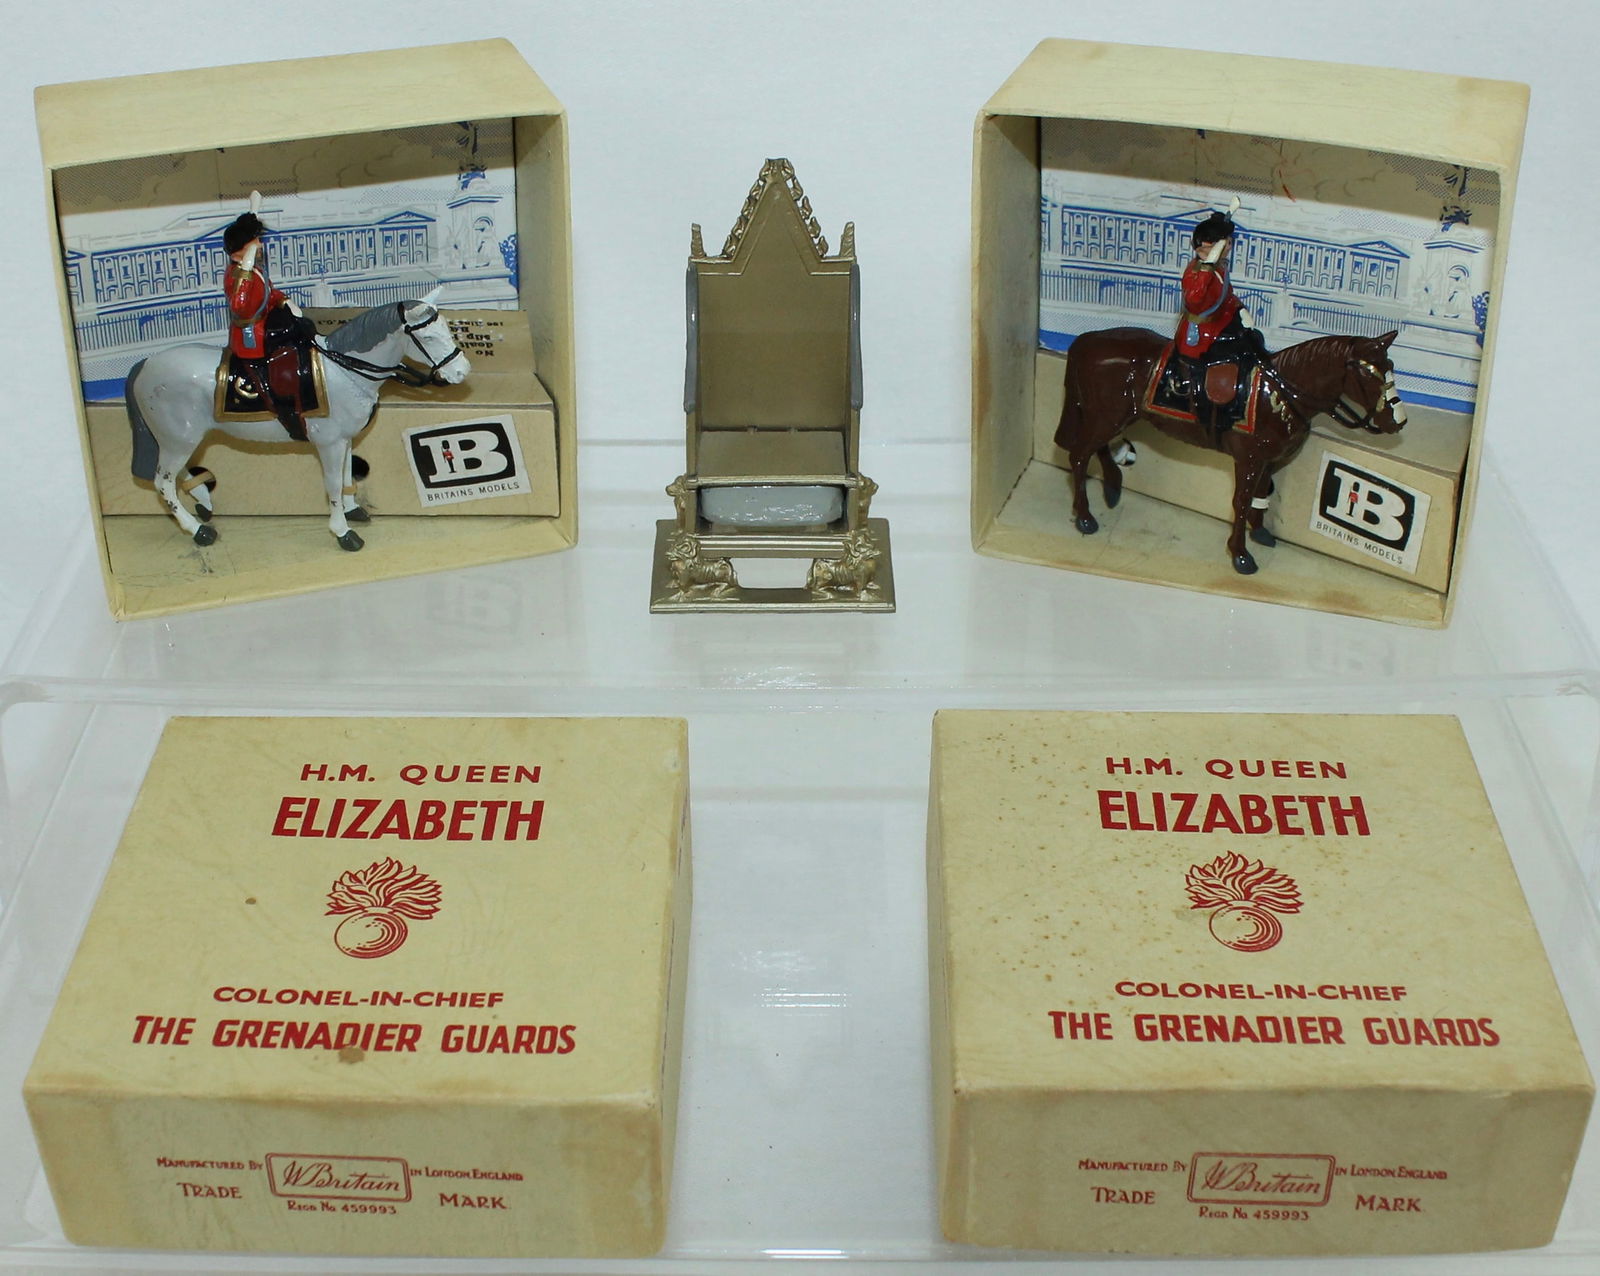 B
BRITAINS MODELS
B
BRITAINS MODELS
H.M. QUEEN
ELIZABETH
COLONEL-IN-CHIEF
THE GRENADIER GUARDS
MANUFACTURED BY W Britain IN LONDON, ENGLAND
TRADE MARK.
REGD No 459993
H.M. QUEEN
ELIZABETH
COLONEL-IN-CHIEF
THE GRENADIER GUARDS
MANUFACTURED BY W Britain IN LONDON, ENGLAND
TRADE MARK.
REGD No 459993